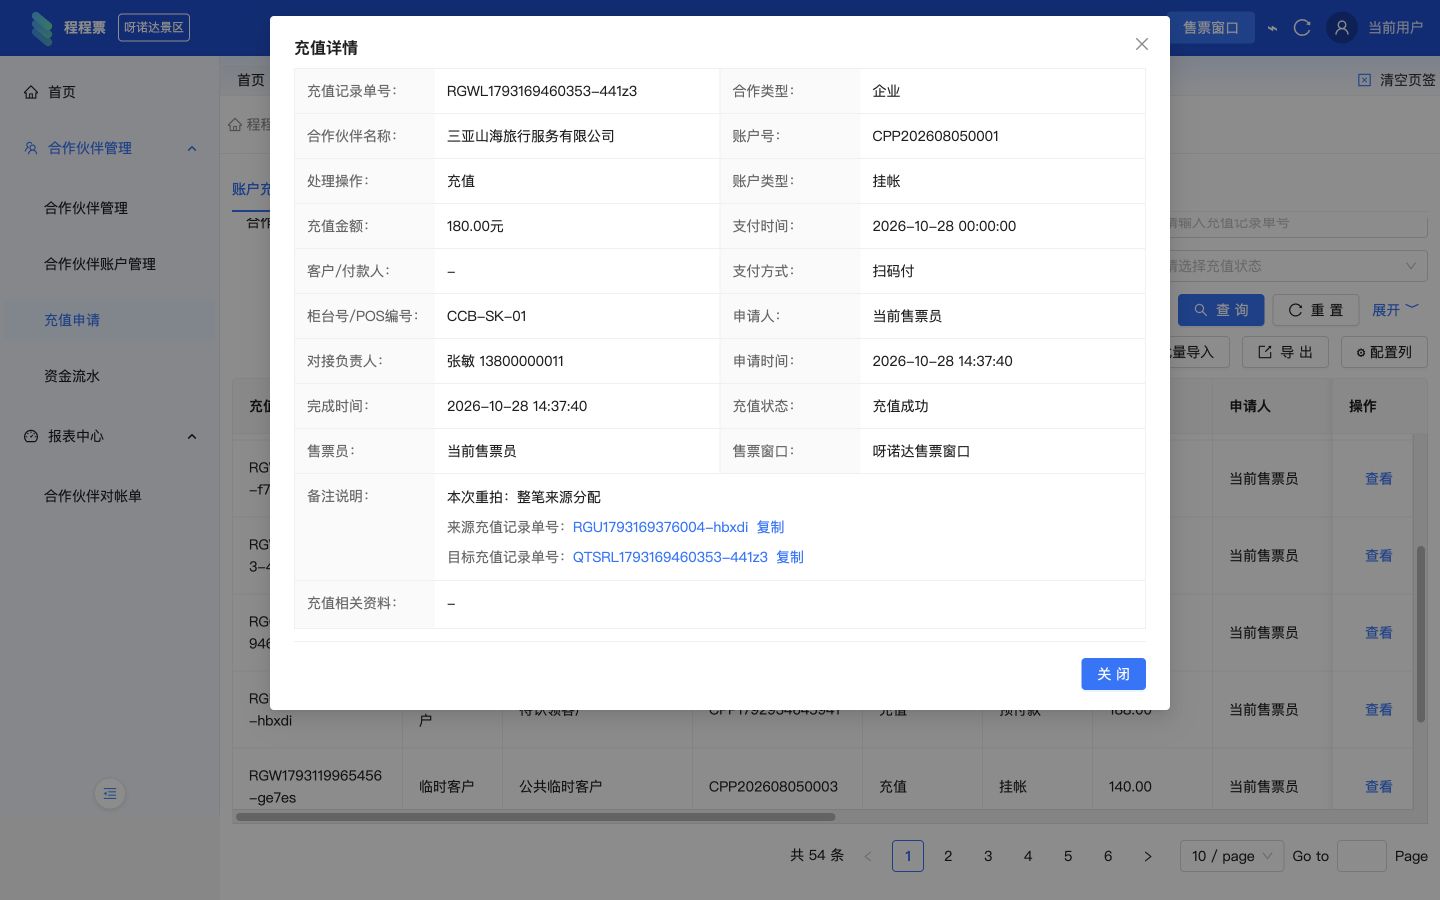 程程票 呀诺达景区
售票窗口 当前用户
首页
合作伙伴管理
合作伙伴管理
合作伙伴账户管理
充值申请
资金流水
报表中心
合作伙伴对帐单
首页 清空页签
充值详情
充值记录单号： RGWL1793169460353-441z3 合作类型： 企业
合作伙伴名称： 三亚山海旅行服务有限公司 账户号： CPP202608050001
处理操作： 充值 账户类型： 挂帐
充值金额： 180.00元 支付时间： 2026-10-28 00:00:00
客户/付款人： – 支付方式： 扫码付
柜台号/POS编号： CCB-SK-01 申请人： 当前售票员
对接负责人： 张敏 13800000011 申请时间： 2026-10-28 14:37:40
完成时间： 2026-10-28 14:37:40 充值状态： 充值成功
售票员： 当前售票员 售票窗口： 呀诺达售票窗口
备注说明： 本次重拍：整笔来源分配
来源充值记录单号：RGU1793169376004-hbxdi 复制
目标充值记录单号：QTSRL1793169460353-441z3 复制
充值相关资料： –
关 闭
请选择充值状态
查 询 重 置 展开
批量导入 导 出 配置列
申请人 操作
当前售票员 查看
当前售票员 查看
当前售票员 查看
-hbxdi 户 当前售票员 查看
RGW1793119965456
-ge7es 临时客户 公共临时客户 CPP202608050003 充值 挂帐 140.00 当前售票员 查看
共 54 条 < 1 2 3 4 5 6 > 10 / page Go to Page